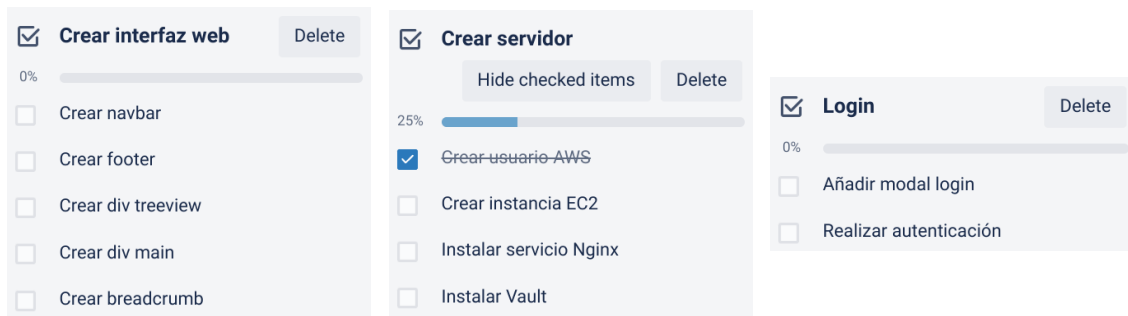 Crear interfaz web
Delete
0%
Crear navbar
Crear footer
Crear div treeview
Crear div main
Crear breadcrumb
Crear servidor
Hide checked items
Delete
25%
Crear usuario AWS
Crear instancia EC2
Instalar servicio Nginx
Instalar Vault
Login
Delete
0%
Añadir modal login
Realizar autenticación